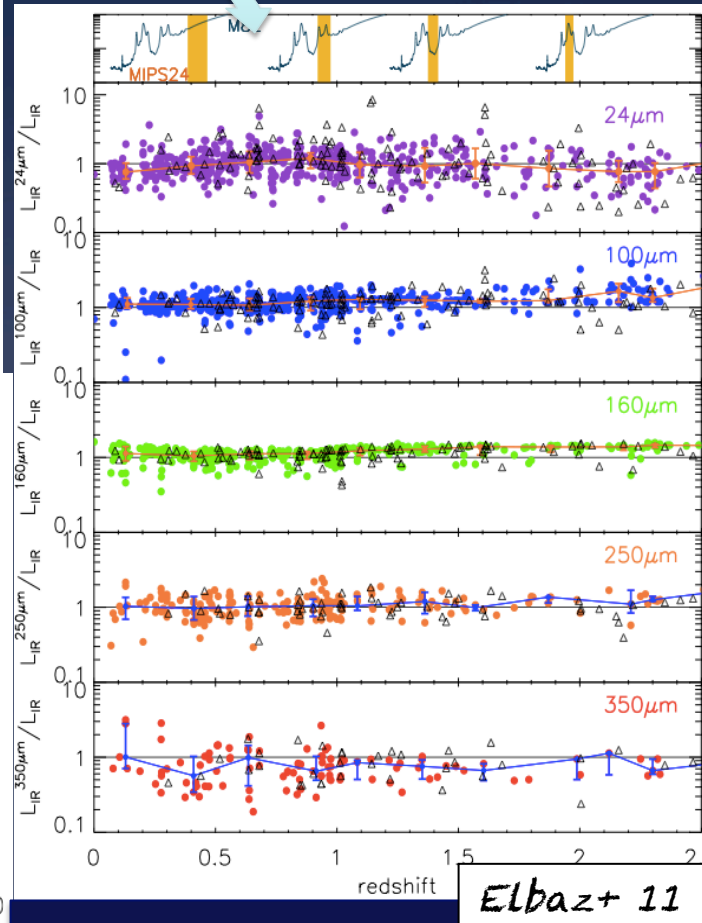 MIPS24
10
1
0.1
L_IR^24μm/L_IR
24μm
10
1
0.1
L_IR^100μm/L_IR
100μm
10
1
0.1
L_IR^160μm/L_IR
160μm
10
1
0.1
L_IR^250μm/L_IR
250μm
10
1
0.1
L_IR^350μm/L_IR
350μm
0 0.5 1 1.5 2 2
redshift
Elbaz+ 11